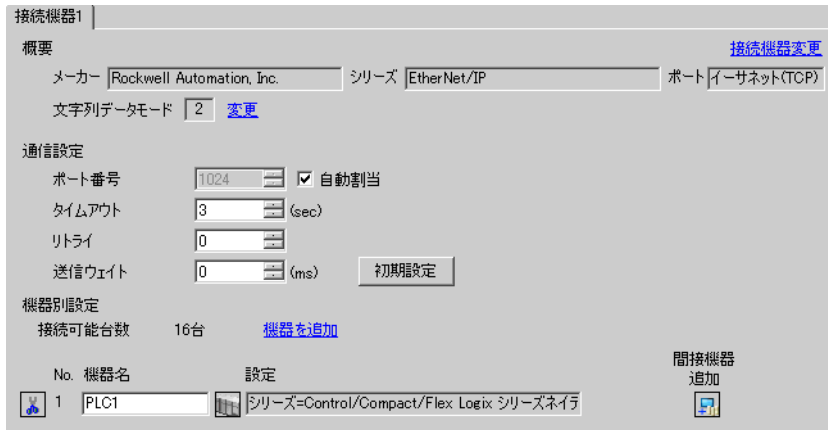 接続機器1
概要
接続機器変更
メーカー Rockwell Automation, Inc. シリーズ EtherNet/IP ポート イーサネット(TCP)
文字列データモード 2 変更
通信設定
ポート番号 1024 自動割当
タイムアウト 3 (sec)
リトライ 0
送信ウェイト 0 (ms) 初期設定
機器別設定
接続可能台数 16台 機器を追加
間接機器
No. 機器名 設定 追加
1 PLC1 シリーズ=Control/Compact/Flex Logix シリーズネイテ